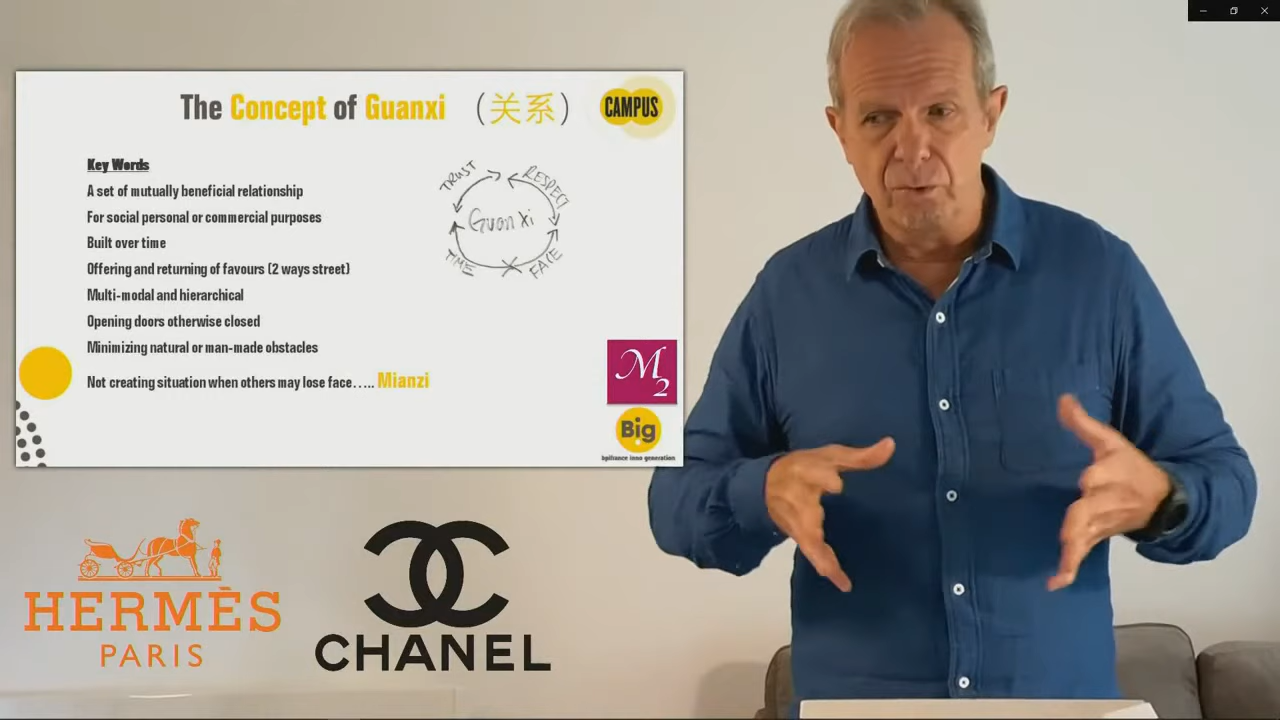 The Concept of Guanxi (关系)
CAMPUS
Key Words
A set of mutually beneficial relationship
For social personal or commercial purposes
Built over time
Offering and returning of favours (2 ways street)
Multi-modal and hierarchical
Opening doors otherwise closed
Minimizing natural or man-made obstacles
Not creating situation when others may lose face….. Mianzi
TRUST
RESPECT
Guanxi
TIME
FACE
M2
Big
bpifrance inno generation
HERMÈS
PARIS
CHANEL